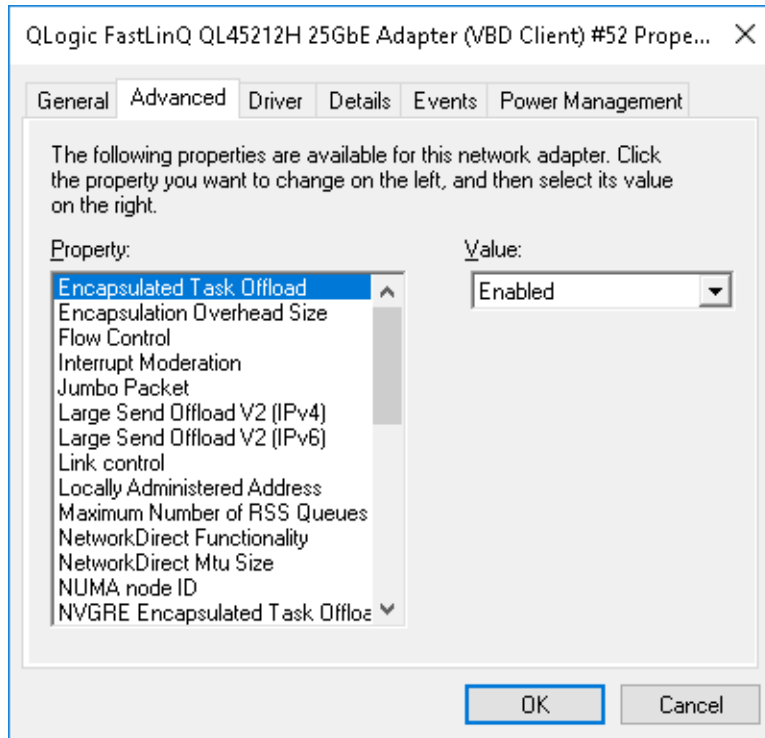 QLogic FastLinQ QL45212H 25GbE Adapter (VBD Client) #52 Prope...
General Advanced Driver Details Events Power Management
The following properties are available for this network adapter. Click
the property you want to change on the left, and then select its value
on the right.
Property: Value:
Encapsulated Task Offload Enabled
Encapsulation Overhead Size
Flow Control
Interrupt Moderation
Jumbo Packet
Large Send Offload V2 (IPv4)
Large Send Offload V2 (IPv6)
Link control
Locally Administered Address
Maximum Number of RSS Queues
NetworkDirect Functionality
NetworkDirect Mtu Size
NUMA node ID
NVGRE Encapsulated Task Offloa
OK Cancel